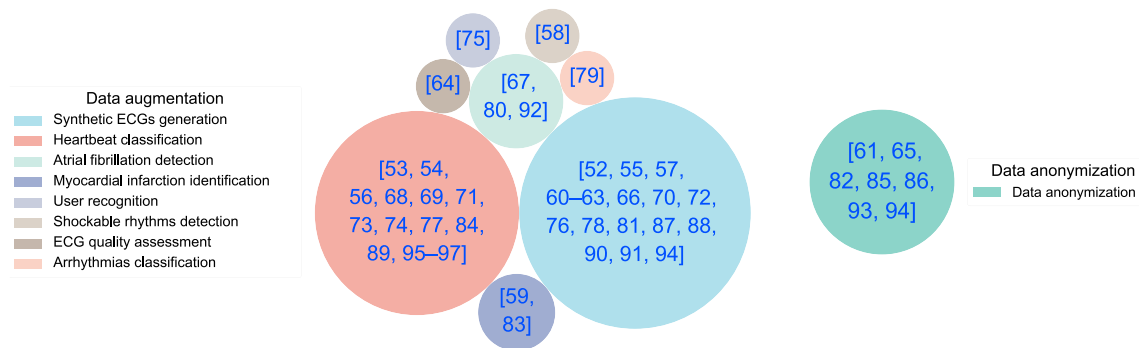 Data augmentation
Synthetic ECGs generation
Heartbeat classification
Atrial fibrillation detection
Myocardial infarction identification
User recognition
Shockable rhythms detection
ECG quality assessment
Arrhythmias classification
[75]
[58]
[64]
[67,
80, 92]
[79]
[53, 54,
56, 68, 69, 71,
73, 74, 77, 84,
89, 95–97]
[52, 55, 57,
60–63, 66, 70, 72,
76, 78, 81, 87, 88,
90, 91, 94]
[59,
83]
[61, 65,
82, 85, 86,
93, 94]
Data anonymization
Data anonymization